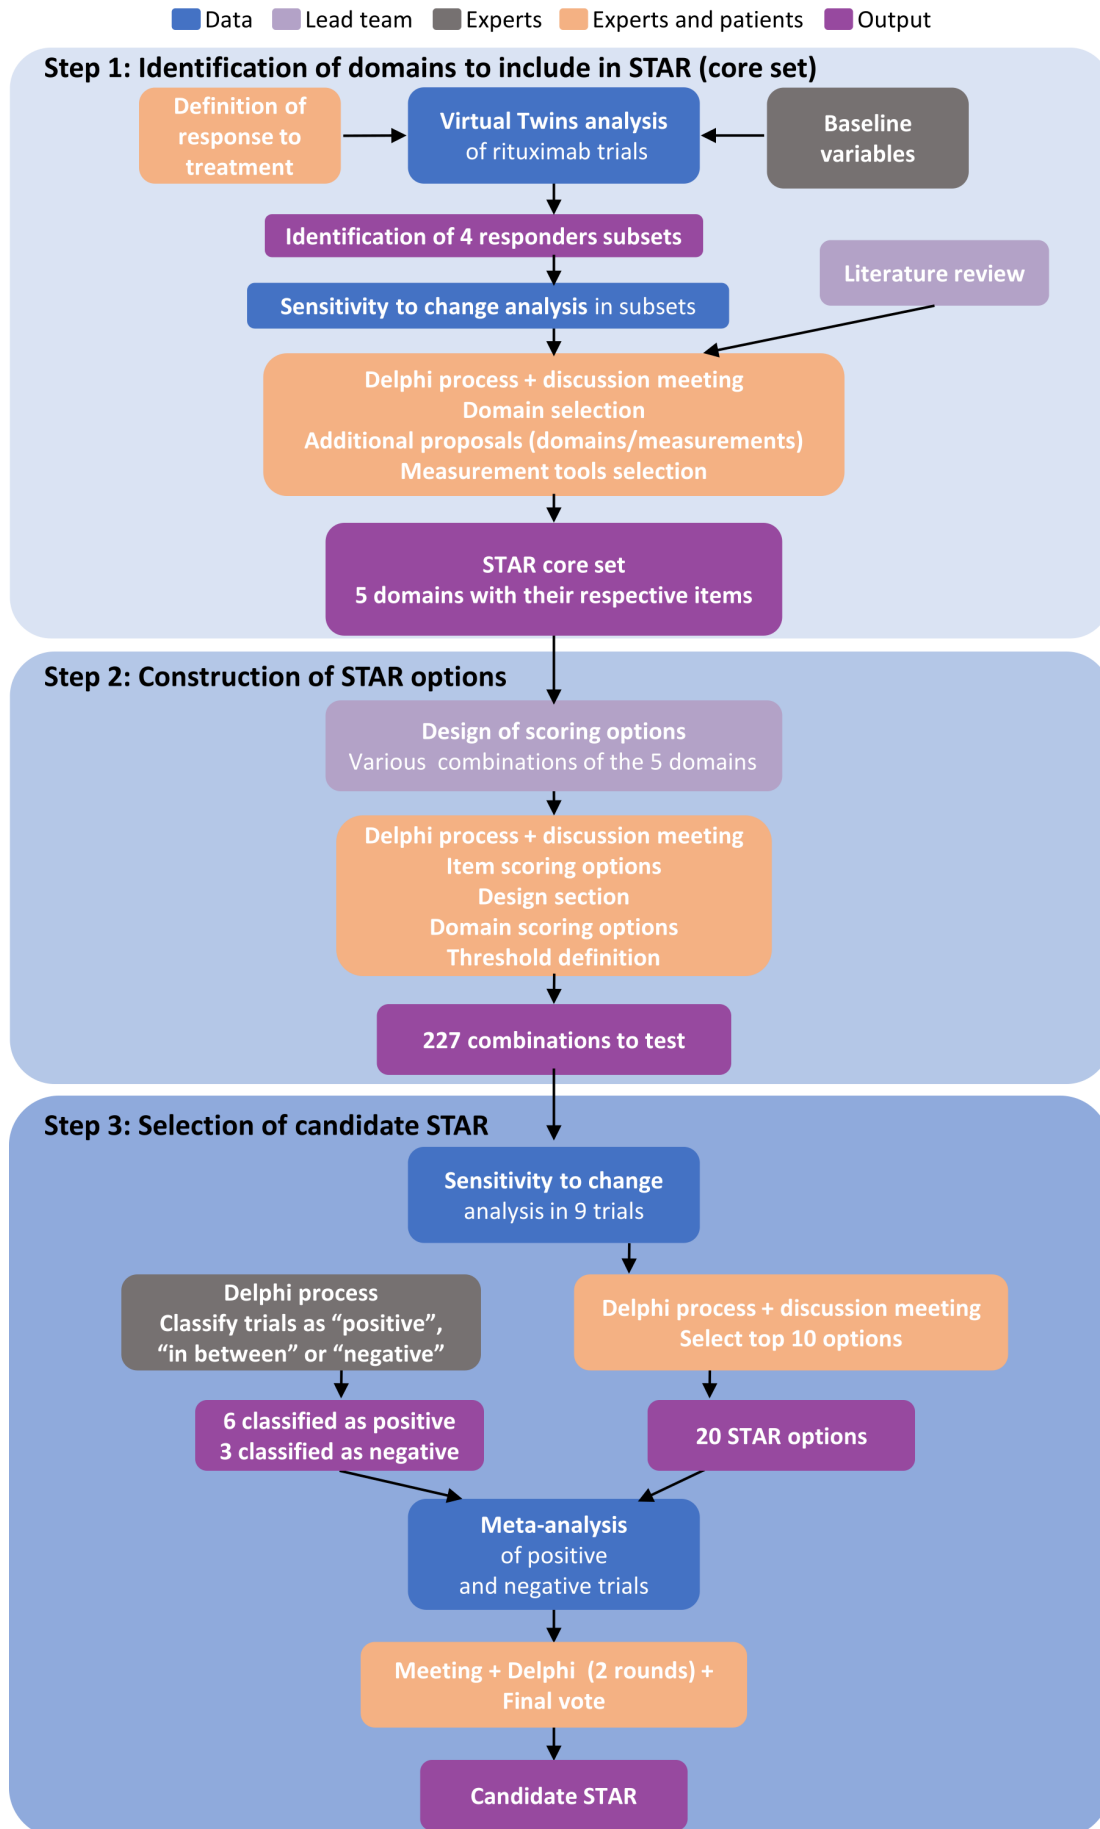 Data
Lead team
Experts
Experts and patients
Output
Step 1: Identification of domains to include in STAR (core set)
Definition of
response to
treatment
Virtual Twins analysis
of rituximab trials
Baseline
variables
Identification of 4 responders subsets
Literature review
Sensitivity to change analysis in subsets
Delphi process + discussion meeting
Domain selection
Additional proposals (domains/measurements)
Measurement tools selection
STAR core set
5 domains with their respective items
Step 2: Construction of STAR options
Design of scoring options
Various combinations of the 5 domains
Delphi process + discussion meeting
Item scoring options
Design section
Domain scoring options
Threshold definition
227 combinations to test
Step 3: Selection of candidate STAR
Sensitivity to change
analysis in 9 trials
Delphi process
Classify trials as “positive”,
“in between” or “negative”
Delphi process + discussion meeting
Select top 10 options
6 classified as positive
3 classified as negative
20 STAR options
Meta-analysis
of positive
and negative trials
Meeting + Delphi (2 rounds) +
Final vote
Candidate STAR